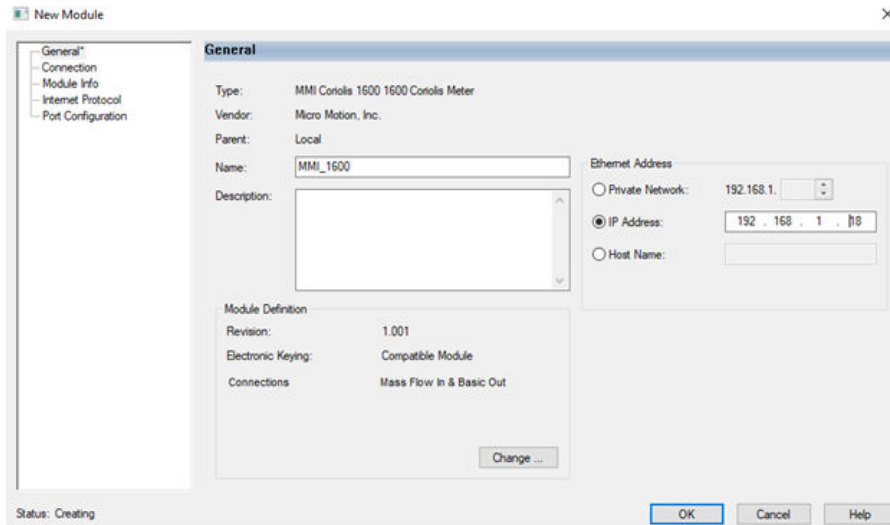 New Module
General*
Connection
Module Info
Internet Protocol
Port Configuration
General
Type: MMI Coriolis 1600 1600 Coriolis Meter
Vendor: Micro Motion, Inc.
Parent: Local
Name: MMI_1600
Description:
Ethernet Address
Private Network: 192.168.1.
IP Address: 192 . 168 . 1 . 18
Host Name:
Module Definition
Revision: 1.001
Electronic Keying: Compatible Module
Connections Mass Flow In & Basic Out
Change ...
Status: Creating
OK Cancel Help